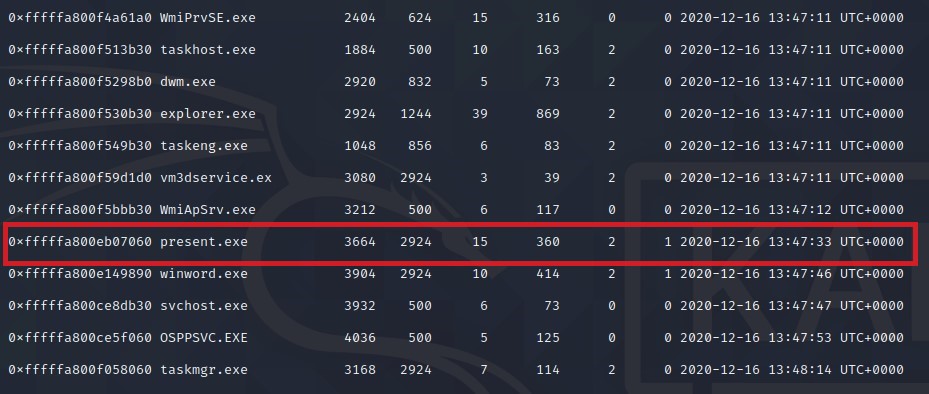 0×fffffa800f4a61a0 WmiPrvSE.exe 2404 624 15 316 0 0 2020-12-16 13:47:11 UTC+0000
0×fffffa800f513b30 taskhost.exe 1884 500 10 163 2 0 2020-12-16 13:47:11 UTC+0000
0×fffffa800f5298b0 dwm.exe 2920 832 5 73 2 0 2020-12-16 13:47:11 UTC+0000
0×fffffa800f530b30 explorer.exe 2924 1244 39 869 2 0 2020-12-16 13:47:11 UTC+0000
0×fffffa800f549b30 taskeng.exe 1048 856 6 83 2 0 2020-12-16 13:47:11 UTC+0000
0×fffffa800f59d1d0 vm3dservice.ex 3080 2924 3 39 2 0 2020-12-16 13:47:11 UTC+0000
0×fffffa800f5bbb30 WmiApSrv.exe 3212 500 6 117 0 0 2020-12-16 13:47:12 UTC+0000
0×fffffa800eb07060 present.exe 3664 2924 15 360 2 1 2020-12-16 13:47:33 UTC+0000
0×fffffa800e149890 winword.exe 3904 2924 10 414 2 1 2020-12-16 13:47:46 UTC+0000
0×fffffa800ce8db30 svchost.exe 3932 500 6 73 0 0 2020-12-16 13:47:47 UTC+0000
0×fffffa800ce5f060 OSPPSVC.EXE 4036 500 5 125 0 0 2020-12-16 13:47:53 UTC+0000
0×fffffa800f058060 taskmgr.exe 3168 2924 7 114 2 0 2020-12-16 13:48:14 UTC+0000